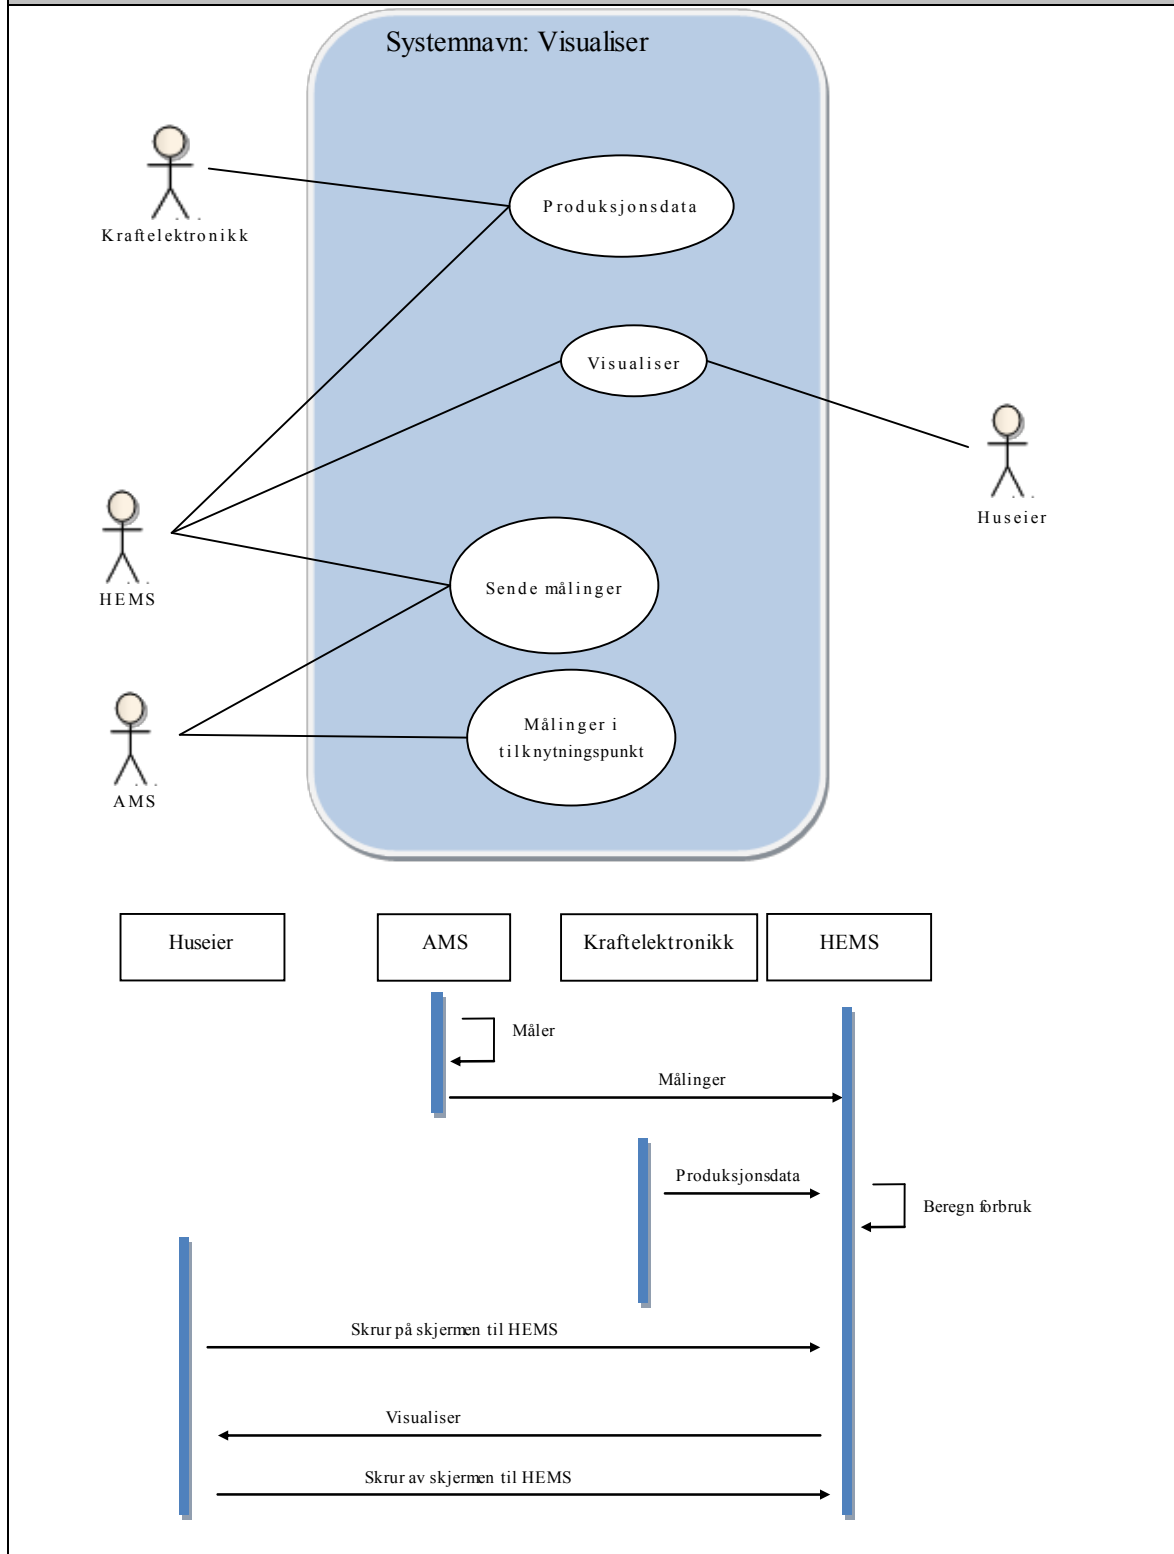 Systemnavn: Visualiser
Kraftelektronikk
Produksjonsdata
Visualiser
Huseier
HEMS
Sende målinger
Målinger i
tilknytningspunkt
AMS
Huseier
AMS
Kraftelektronikk
HEMS
Måler
Målinger
Produksjonsdata
Beregn forbruk
Skrur på skjermen til HEMS
Visualiser
Skrur av skjermen til HEMS